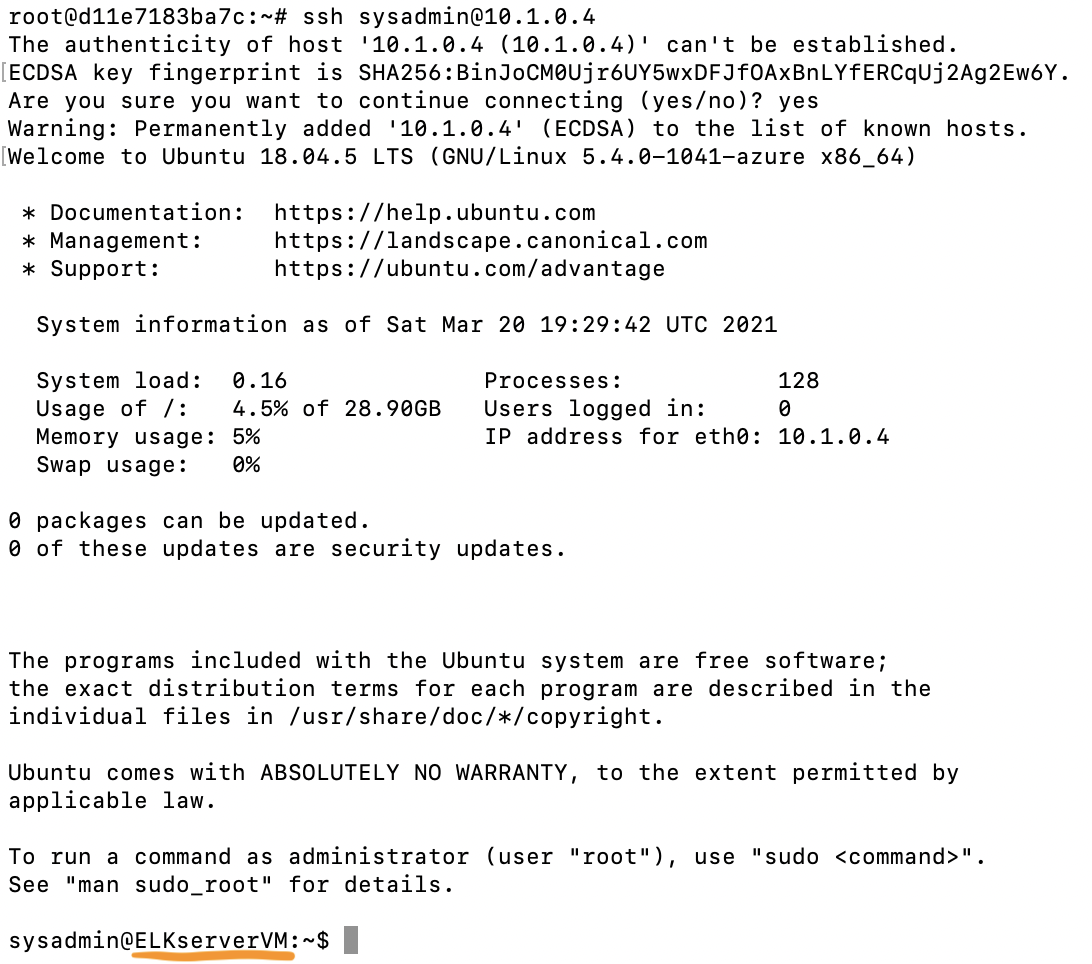 root@d11e7183ba7c:~# ssh sysadmin@10.1.0.4
The authenticity of host '10.1.0.4 (10.1.0.4)' can't be established.
ECDSA key fingerprint is SHA256:BinJoCM0Ujr6UY5wxDFJfOAxBnLYfERCqUj2Ag2Ew6Y.
Are you sure you want to continue connecting (yes/no)? yes
Warning: Permanently added '10.1.0.4' (ECDSA) to the list of known hosts.
Welcome to Ubuntu 18.04.5 LTS (GNU/Linux 5.4.0-1041-azure x86_64)

 * Documentation:  https://help.ubuntu.com
 * Management:     https://landscape.canonical.com
 * Support:        https://ubuntu.com/advantage

  System information as of Sat Mar 20 19:29:42 UTC 2021

  System load:  0.16              Processes:           128
  Usage of /:   4.5% of 28.90GB   Users logged in:     0
  Memory usage: 5%                IP address for eth0: 10.1.0.4
  Swap usage:   0%

0 packages can be updated.
0 of these updates are security updates.

The programs included with the Ubuntu system are free software;
the exact distribution terms for each program are described in the
individual files in /usr/share/doc/*/copyright.

Ubuntu comes with ABSOLUTELY NO WARRANTY, to the extent permitted by
applicable law.

To run a command as administrator (user "root"), use "sudo <command>".
See "man sudo_root" for details.

sysadmin@ELKserverVM:~$